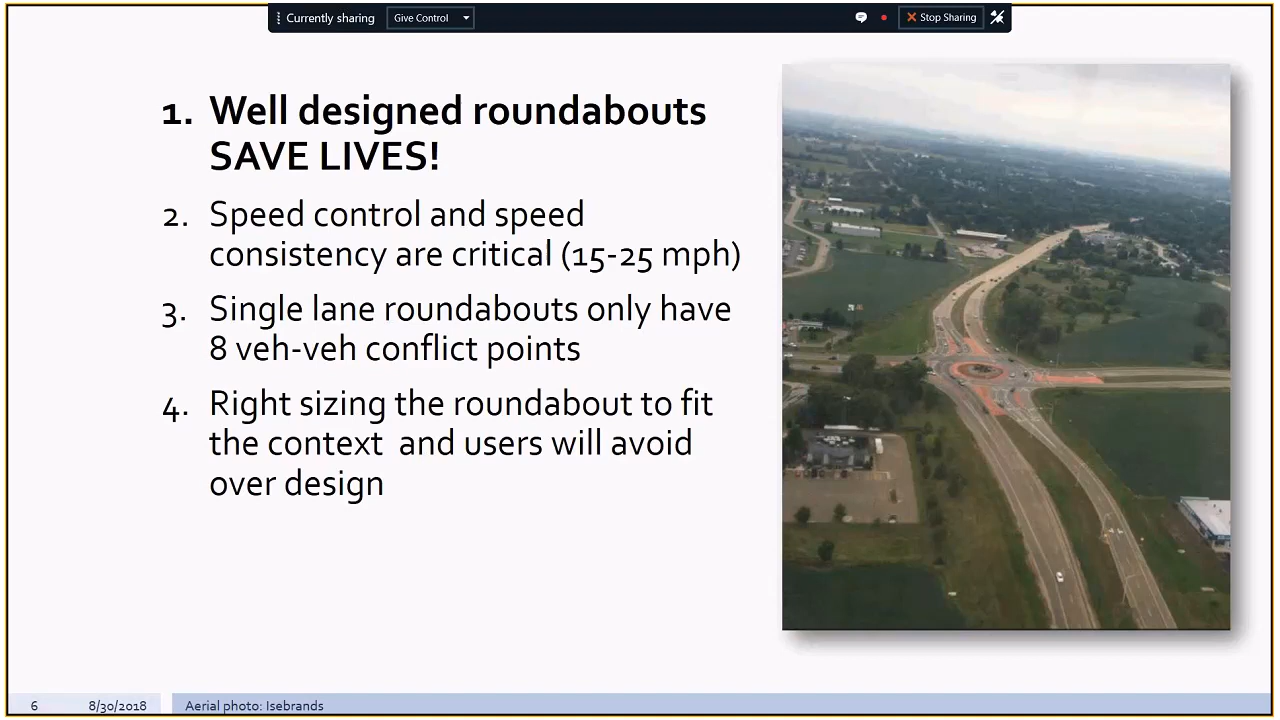 Currently sharing
Give Control
Stop Sharing
1. Well designed roundabouts
SAVE LIVES!
2. Speed control and speed
consistency are critical (15-25 mph)
3. Single lane roundabouts only have
8 veh-veh conflict points
4. Right sizing the roundabout to fit
the context and users will avoid
over design
6
8/30/2018
Aerial photo: Isebrands